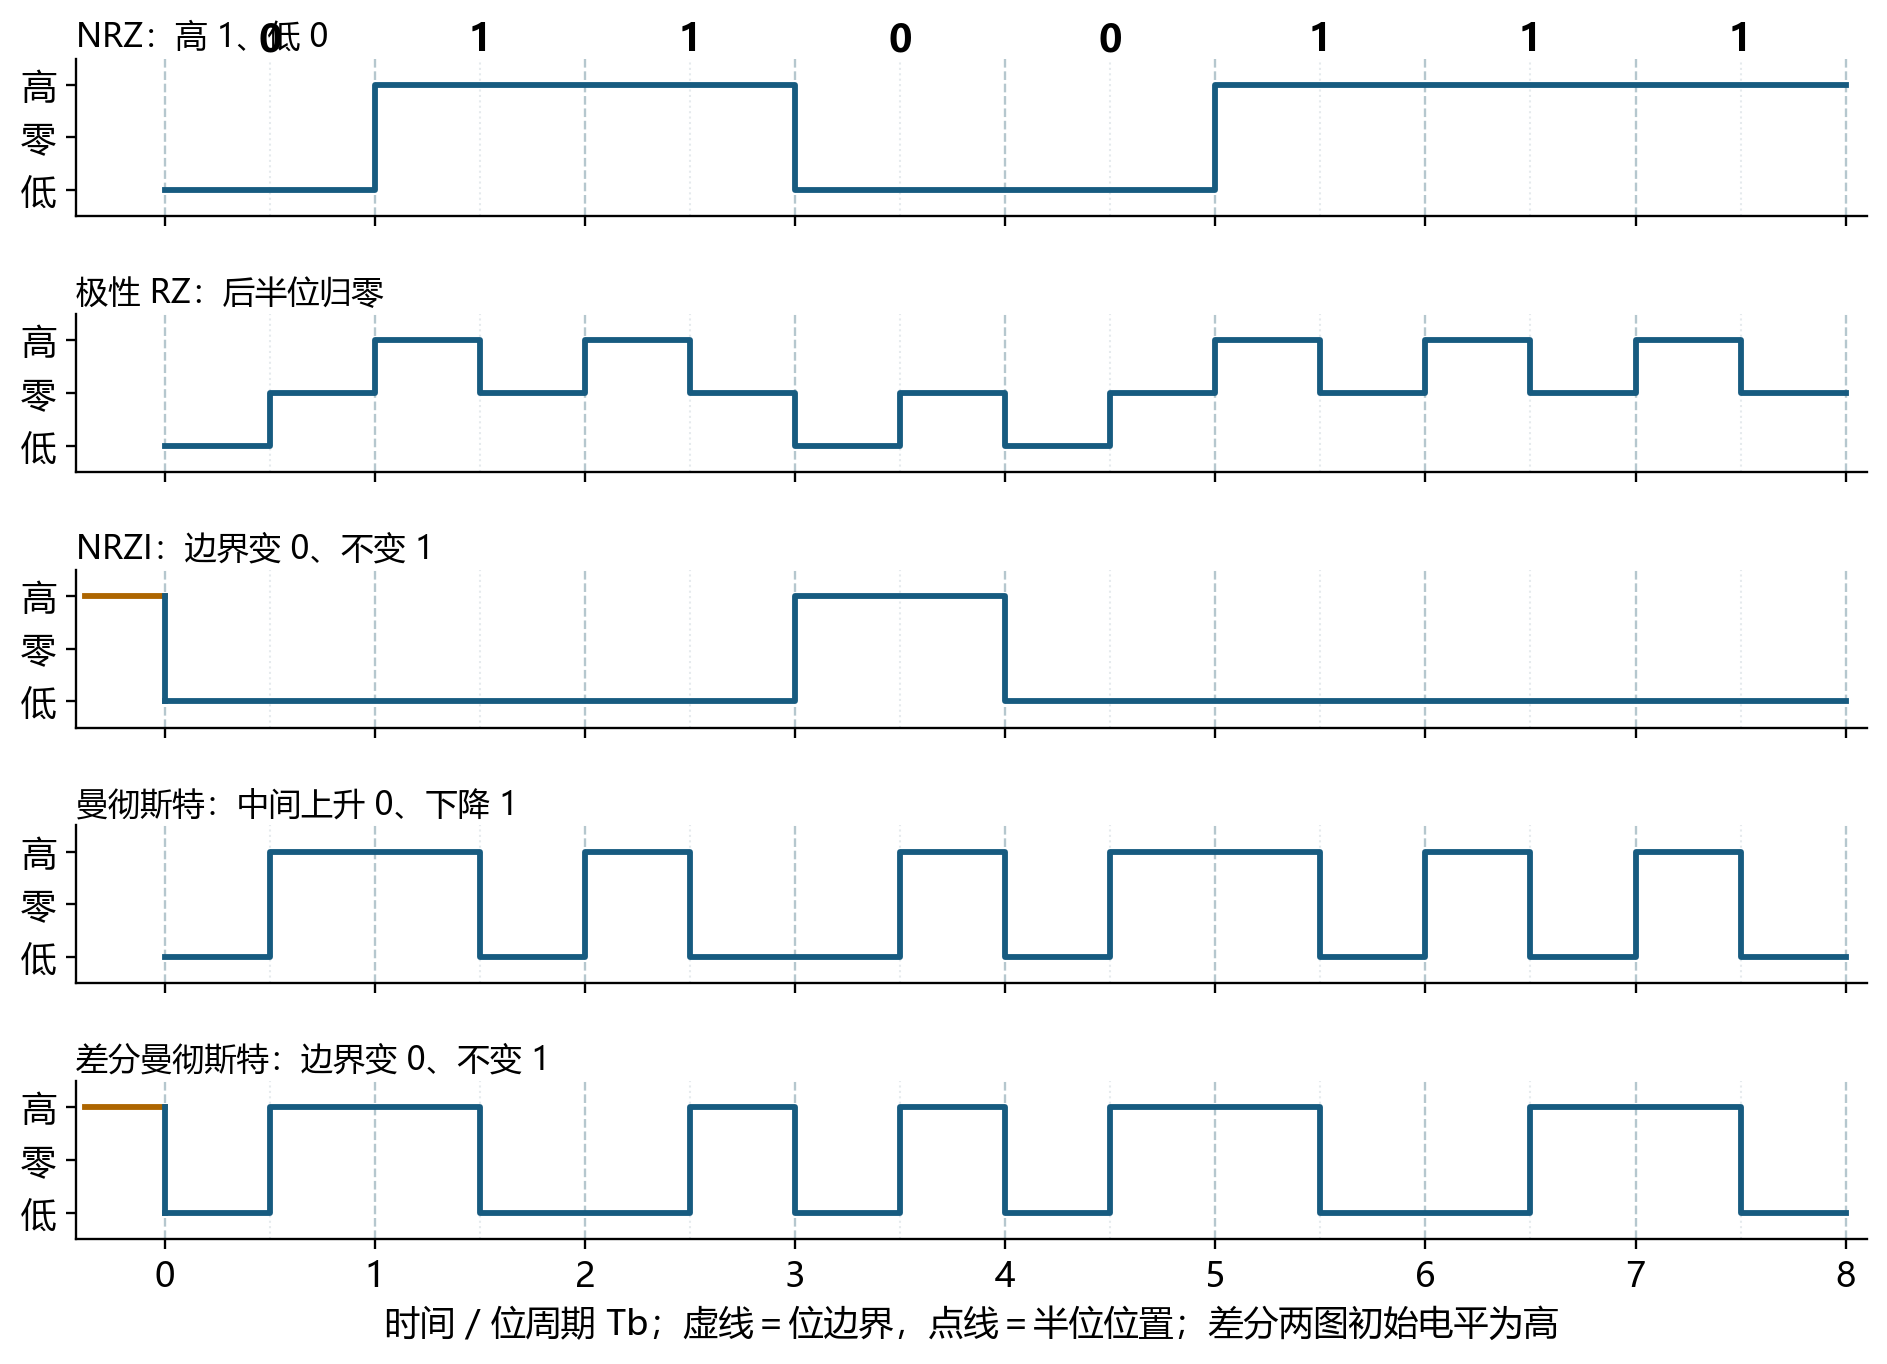 NRZ：高 1、低 0
0 1 1 0 0 1 1 1
高
零
低
极性 RZ：后半位归零
高
零
低
NRZI：边界变 0、不变 1
高
零
低
曼彻斯特：中间上升 0、下降 1
高
零
低
差分曼彻斯特：边界变 0、不变 1
高
零
低
0 1 2 3 4 5 6 7 8
时间 / 位周期 Tb；虚线＝位边界，点线＝半位位置；差分两图初始电平为高